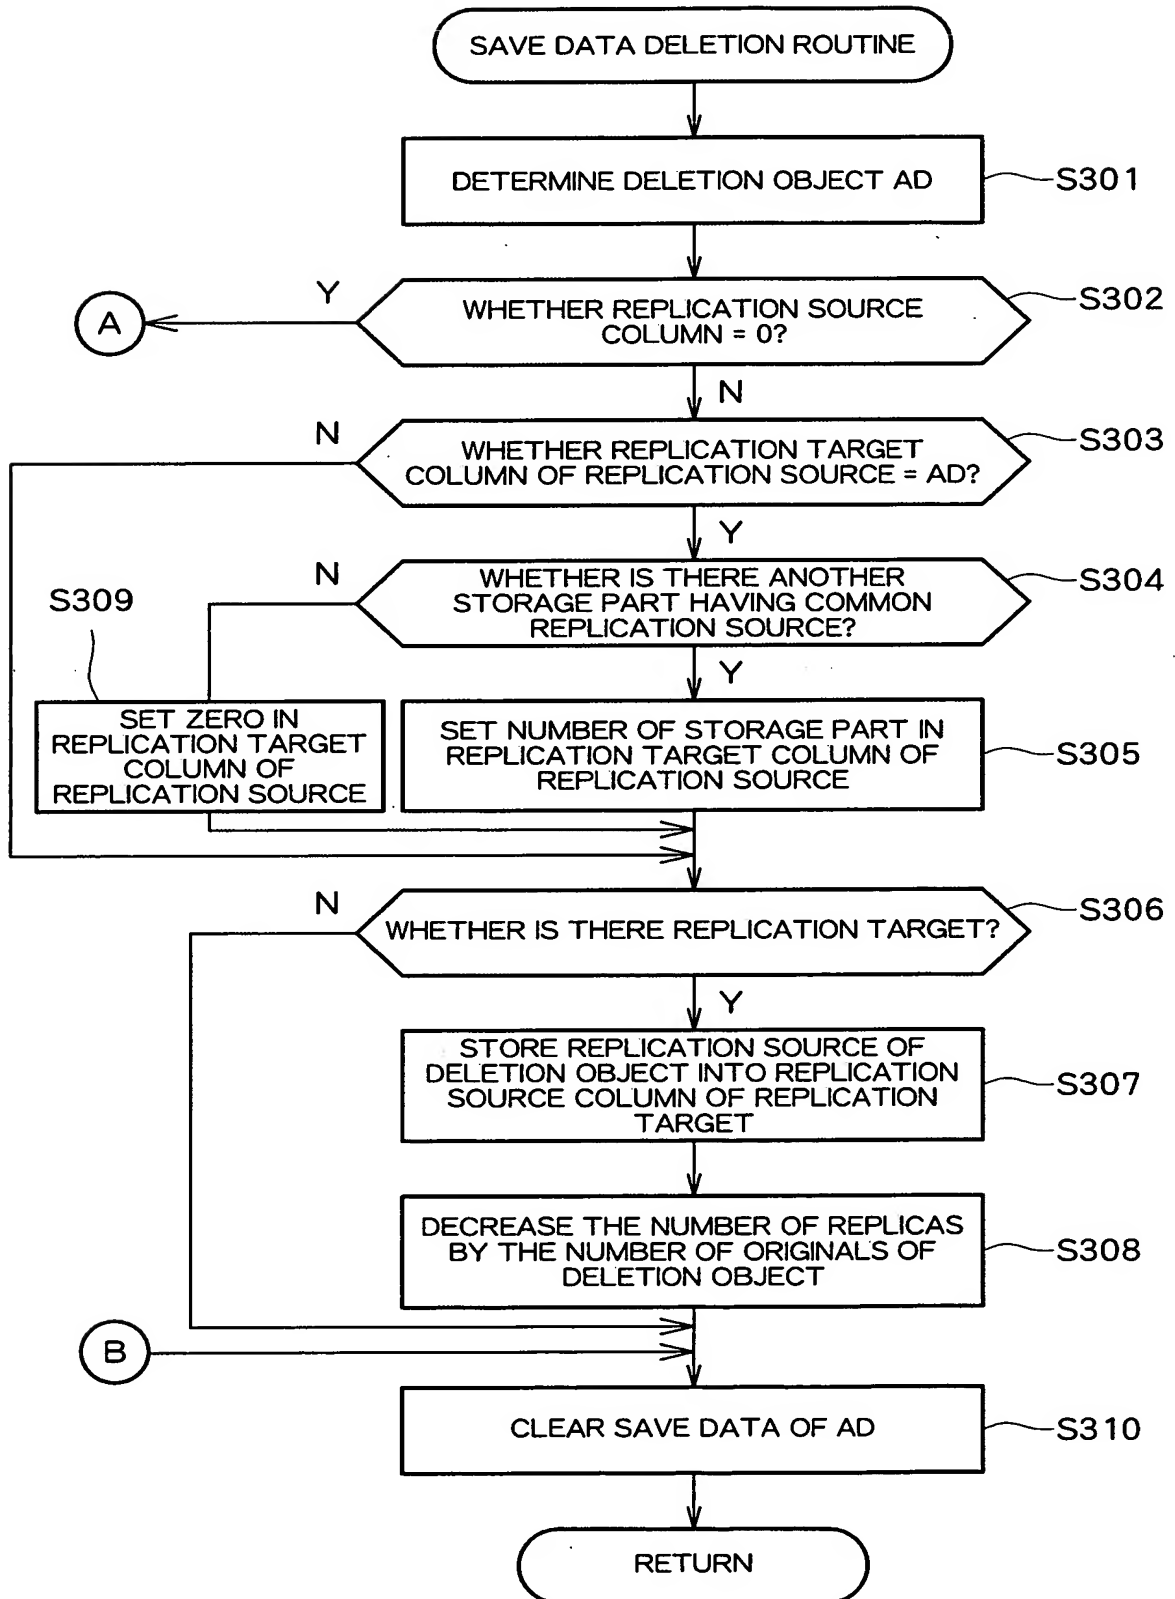 SAVE DATA DELETION ROUTINE
DETERMINE DELETION OBJECT AD
S301
Y
A
WHETHER REPLICATION SOURCE
COLUMN = 0?
S302
N
N
WHETHER REPLICATION TARGET
COLUMN OF REPLICATION SOURCE = AD?
S303
Y
N
WHETHER IS THERE ANOTHER
STORAGE PART HAVING COMMON
REPLICATION SOURCE?
S304
S309
Y
SET ZERO IN
REPLICATION TARGET
COLUMN OF
REPLICATION SOURCE
SET NUMBER OF STORAGE PART IN
REPLICATION TARGET COLUMN OF
REPLICATION SOURCE
S305
N
WHETHER IS THERE REPLICATION TARGET?
S306
Y
STORE REPLICATION SOURCE OF
DELETION OBJECT INTO REPLICATION
SOURCE COLUMN OF REPLICATION
TARGET
S307
DECREASE THE NUMBER OF REPLICAS
BY THE NUMBER OF ORIGINALS OF
DELETION OBJECT
S308
B
CLEAR SAVE DATA OF AD
S310
RETURN